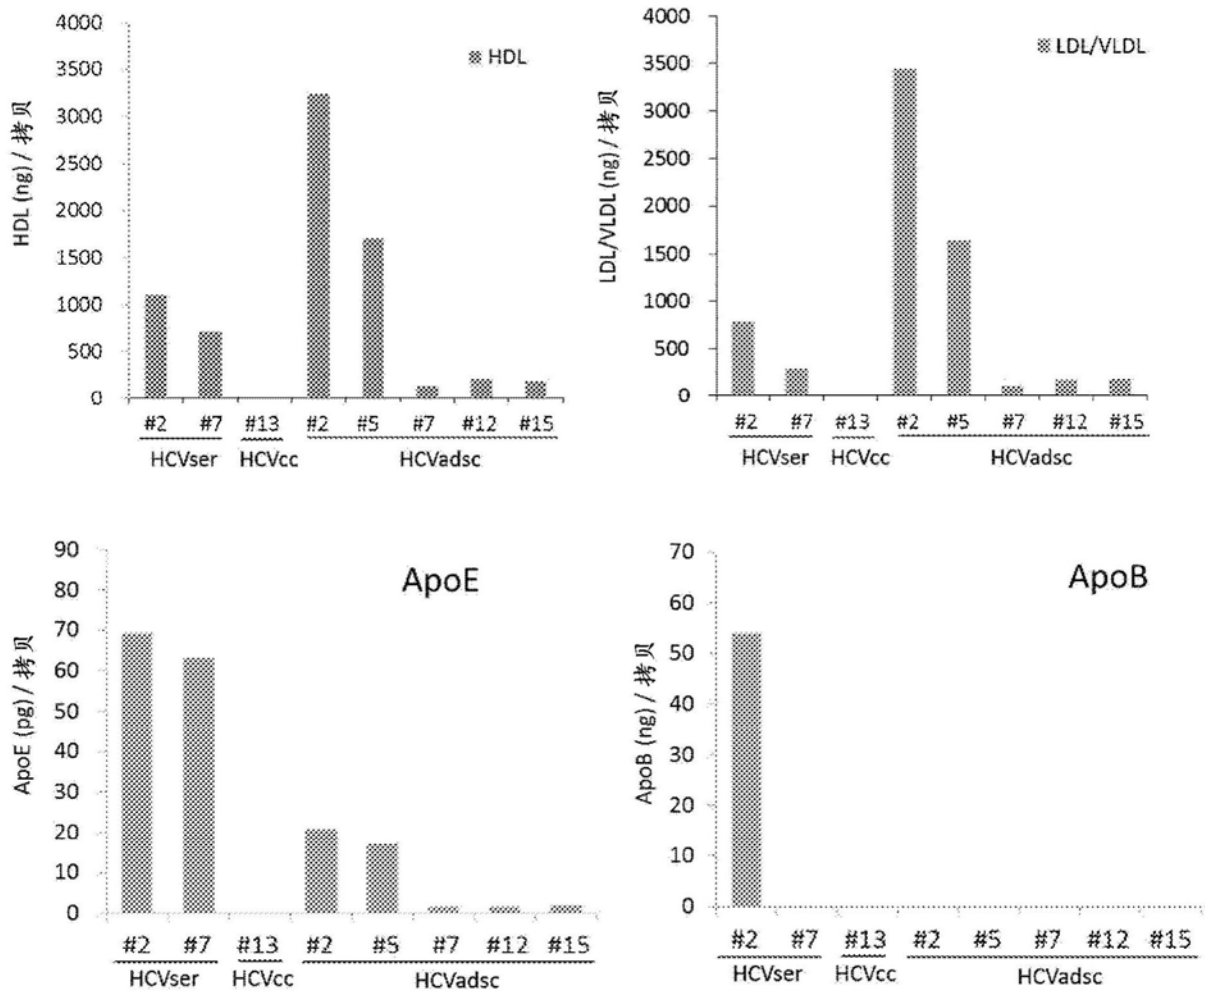 HDL (ng) / 拷贝
4000
3500
3000
2500
2000
1500
1000
500
0
HDL
#2 #7 #13 #2 #5 #7 #12 #15
HCVser HCVcc HCVadsc
LDL/VLDL (ng) / 拷贝
4000
3500
3000
2500
2000
1500
1000
500
0
LDL/VLDL
#2 #7 #13 #2 #5 #7 #12 #15
HCVser HCVcc HCVadsc
ApoE (pg) / 拷贝
90
80
70
60
50
40
30
20
10
0
ApoE
#2 #7 #13 #2 #5 #7 #12 #15
HCVser HCVcc HCVadsc
ApoB (ng) / 拷贝
70
60
50
40
30
20
10
0
ApoB
#2 #7 #13 #2 #5 #7 #12 #15
HCVser HCVcc HCVadsc